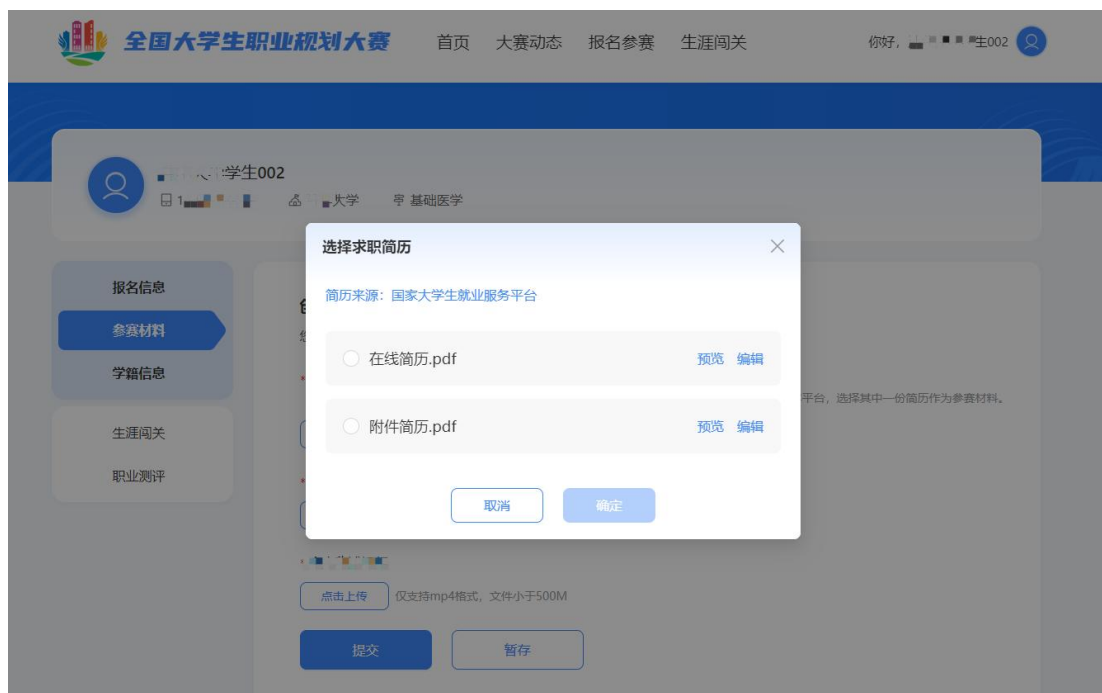 全国大学生职业规划大赛 首页 大赛动态 报名参赛 生涯闯关 你好, 生002
学生002
1 大学 基础医学
选择求职简历
简历来源：国家大学生就业服务平台
在线简历.pdf 预览 编辑
附件简历.pdf 预览 编辑
取消 确定
报名信息
参赛材料
学籍信息
生涯闯关
职业测评
平台，选择其中一份简历作为参赛材料。
点击上传 仅支持mp4格式，文件小于500M
提交 暂存